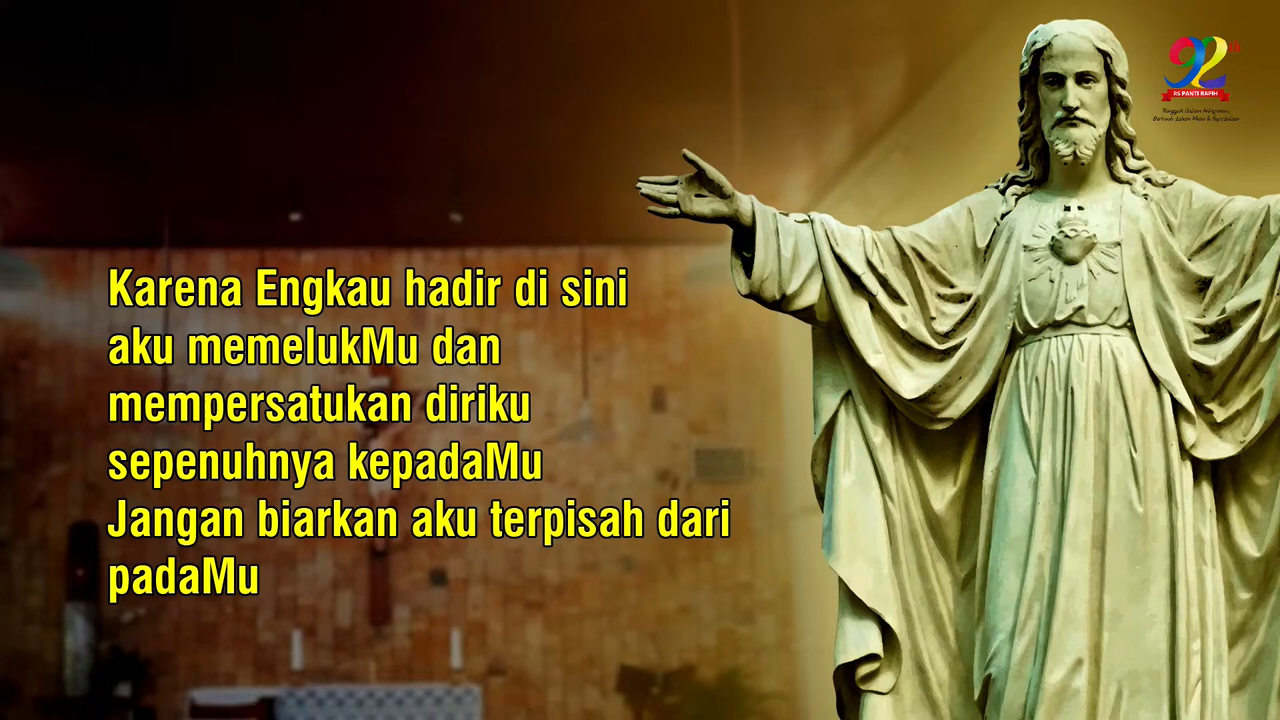 92
RS PANTI RAPIH
Karena Engkau hadir di sini
aku memelukMu dan
mempersatukan diriku
sepenuhnya kepadaMu
Jangan biarkan aku terpisah dari
padaMu